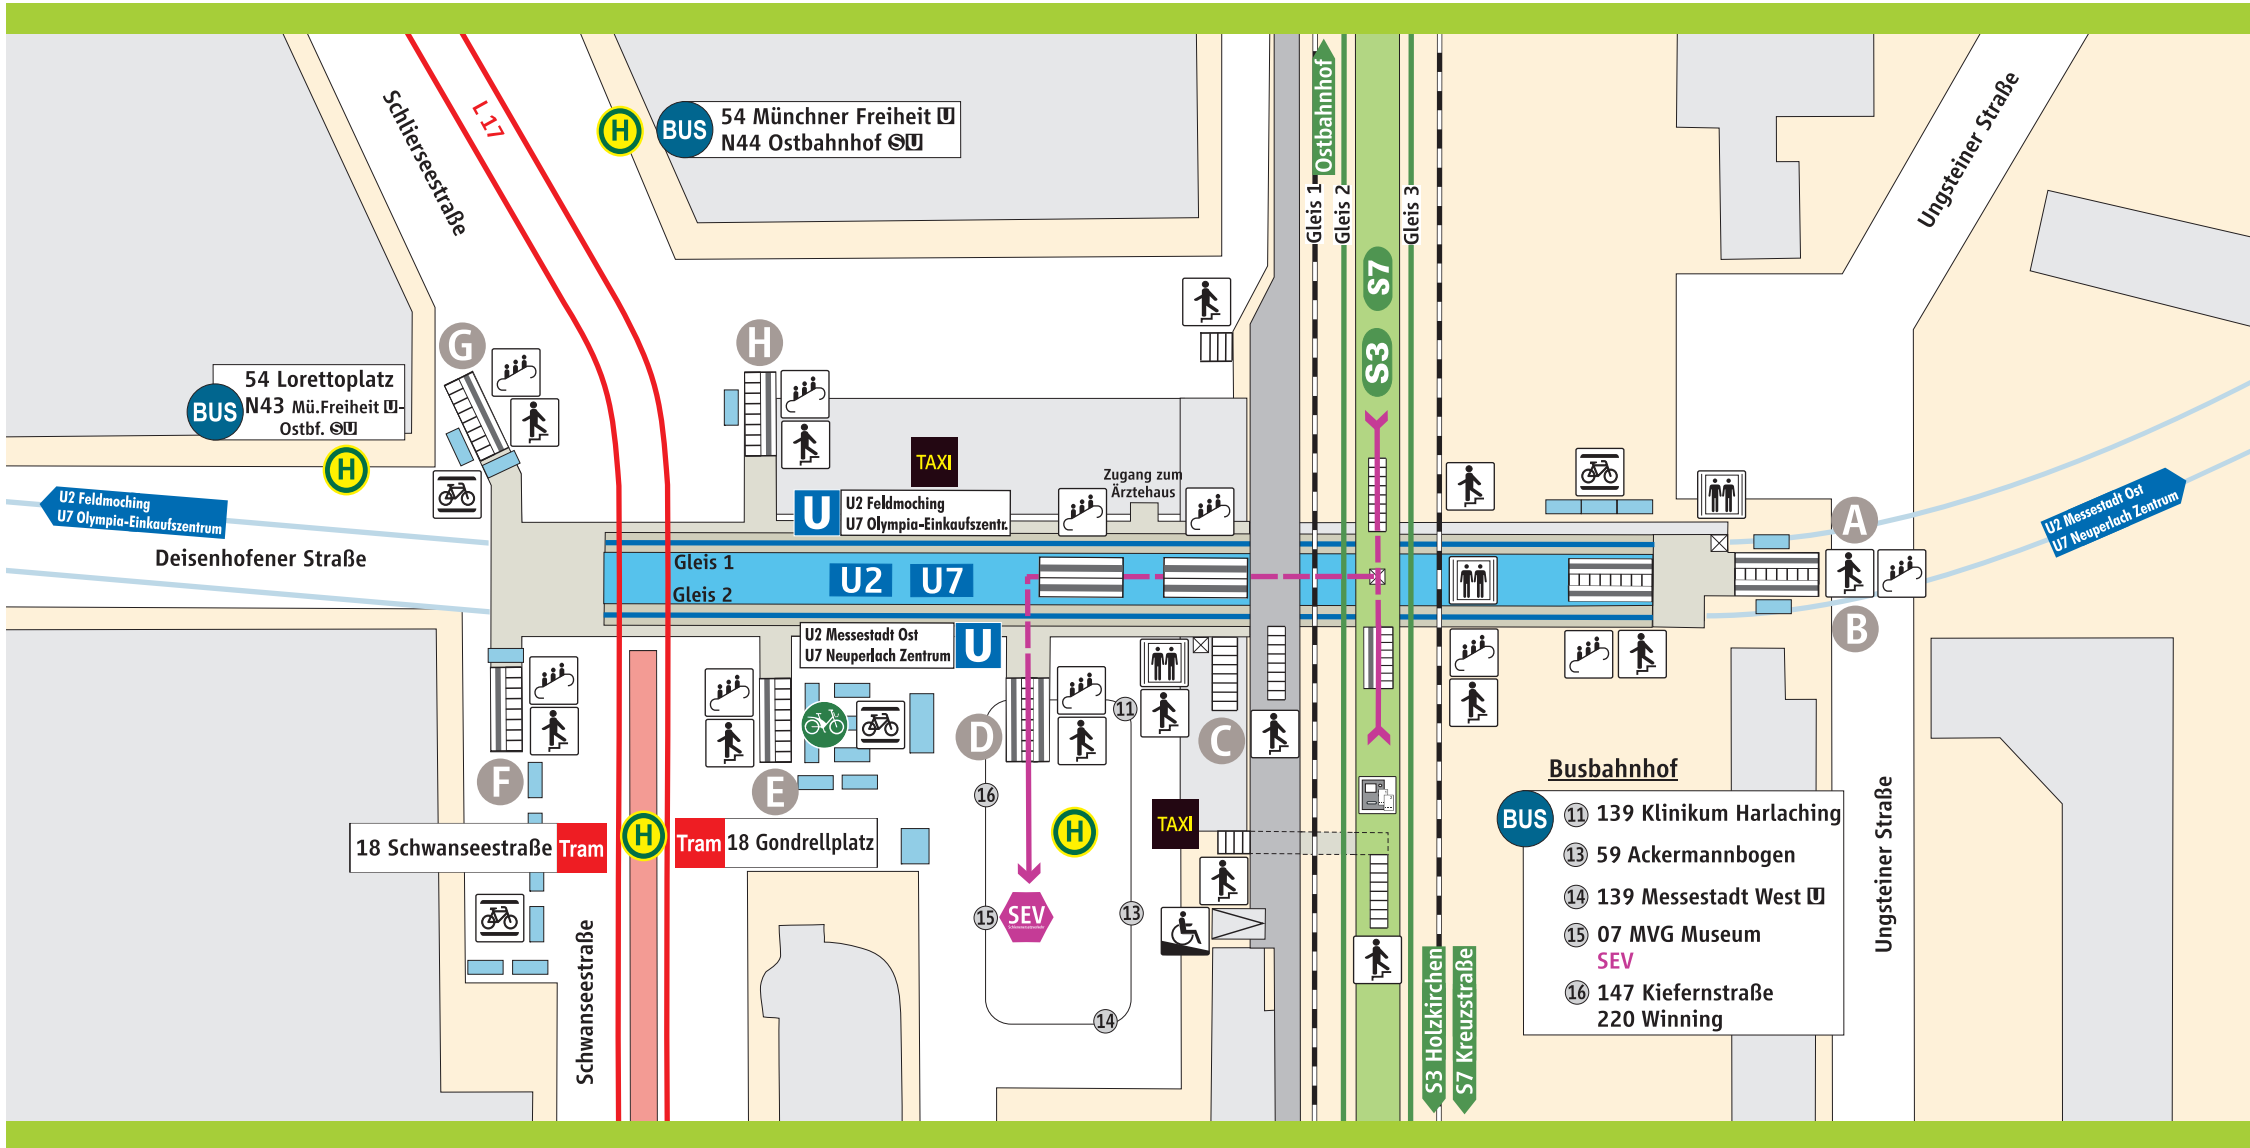 Schlierseestraße
L 17
H
BUS
54 Münchner Freiheit U
N44 Ostbahnhof SU
Ostbahnhof
Gleis 1
Gleis 2
Gleis 3
S7
S3
Ungsteiner Straße
G
H
BUS
54 Lorettoplatz
N43 Mü.Freiheit U-
Ostbf. SU
H
TAXI
Zugang zum
Ärztehaus
U
U2 Feldmoching
U7 Olympia-Einkaufszentr.
U2 Feldmoching
U7 Olympia-Einkaufszentrum
Deisenhofener Straße
U2 Messestadt Ost
U7 Neuperlach Zentrum
A
B
Gleis 1
Gleis 2
U2
U7
U2 Messestadt Ost
U7 Neuperlach Zentrum
U
F
E
D
C
11
16
H
15
SEV
13
14
TAXI
18 Schwanseestraße Tram
H
Tram 18 Gondrellplatz
Schwanseestraße
S3 Holzkirchen
S7 Kreuzstraße
Busbahnhof
BUS
11 139 Klinikum Harlaching
13 59 Ackermannbogen
14 139 Messestadt West U
15 07 MVG Museum
SEV
16 147 Kiefernstraße
220 Winning
Ungsteiner Straße